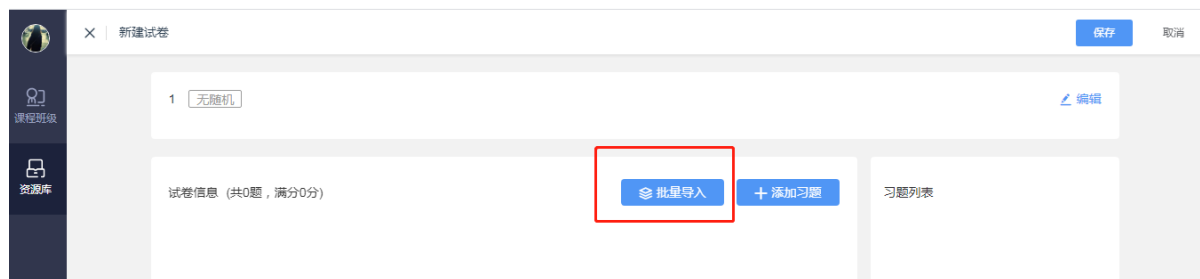 新建试卷
保存
取消
课程班级
资源库
1 无随机
编辑
试卷信息（共0题，满分0分）
批量导入
添加习题
习题列表